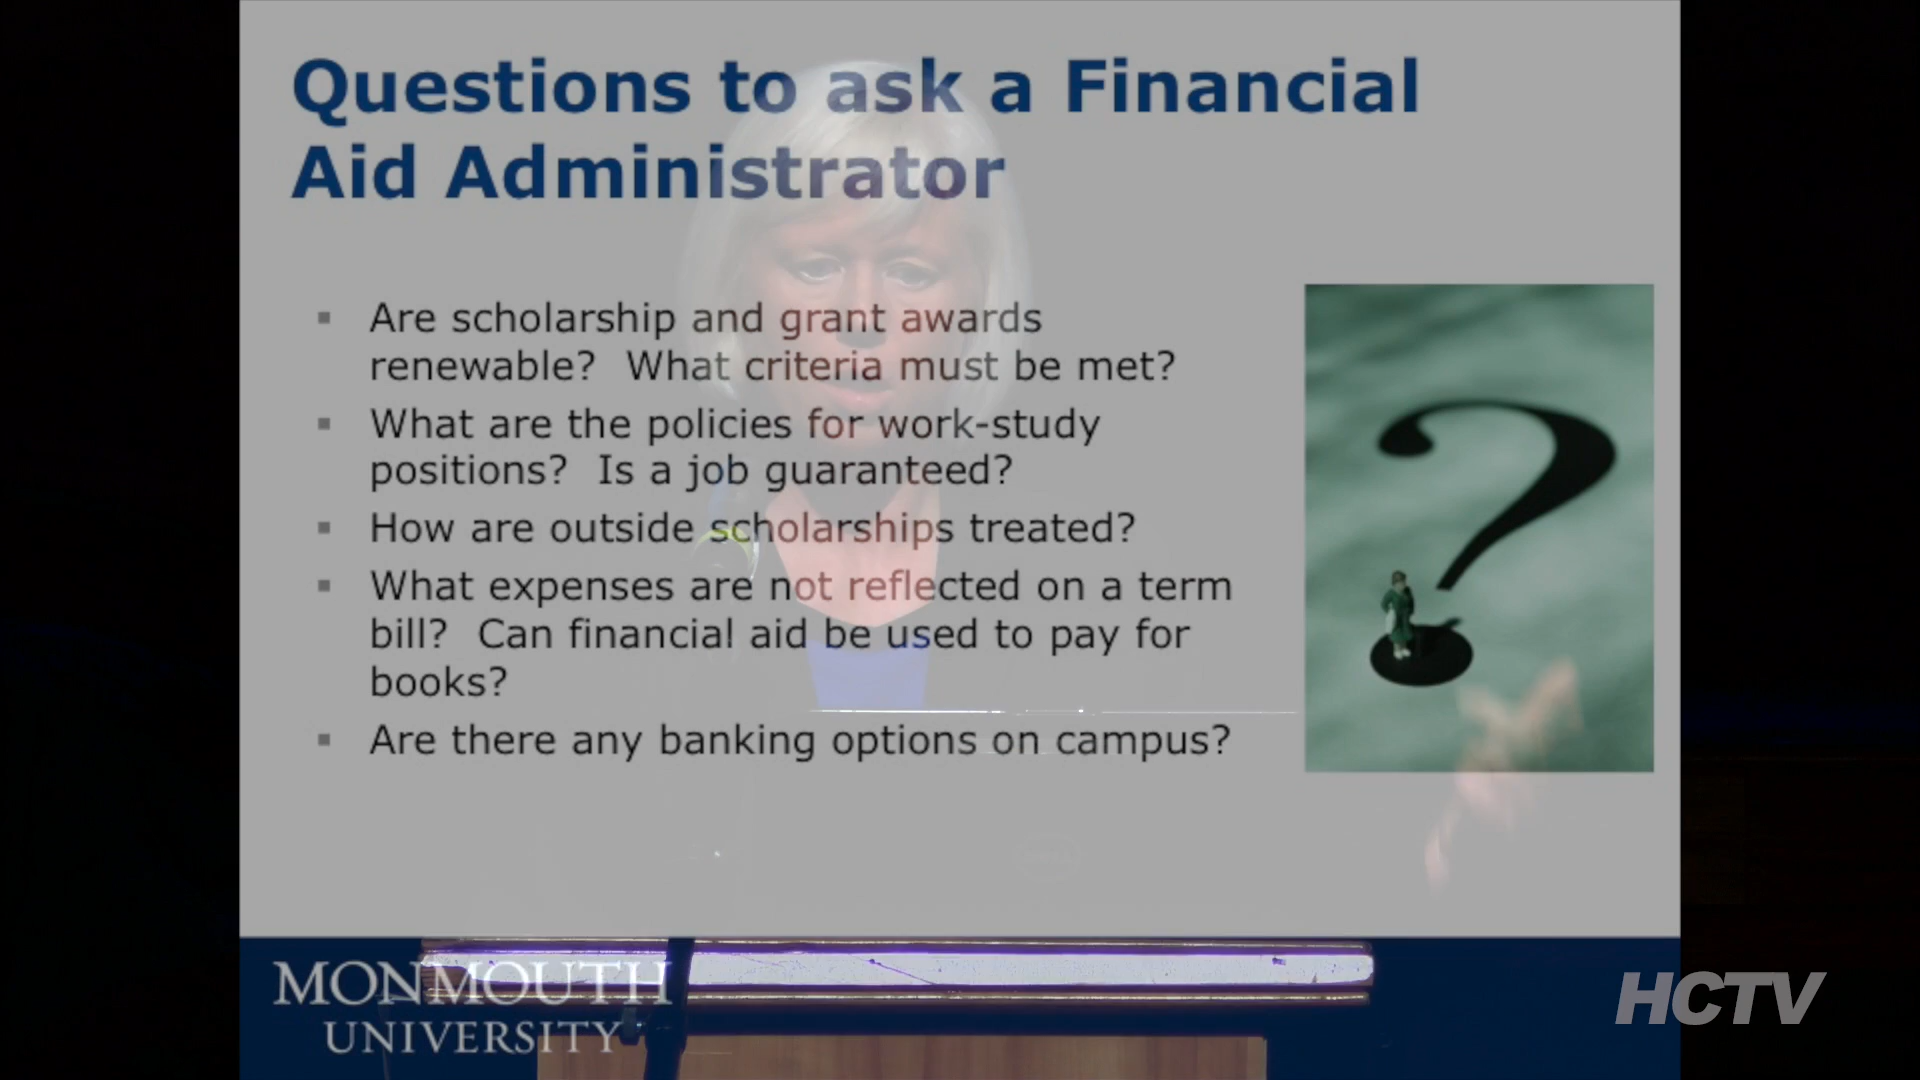 Questions to ask a Financial
Aid Administrator
▪ Are scholarship and grant awards
renewable?  What criteria must be met?
▪ What are the policies for work-study
positions?  Is a job guaranteed?
▪ How are outside scholarships treated?
▪ What expenses are not reflected on a term
bill?  Can financial aid be used to pay for
books?
▪ Are there any banking options on campus?
MONMOUTH
UNIVERSITY
HCTV